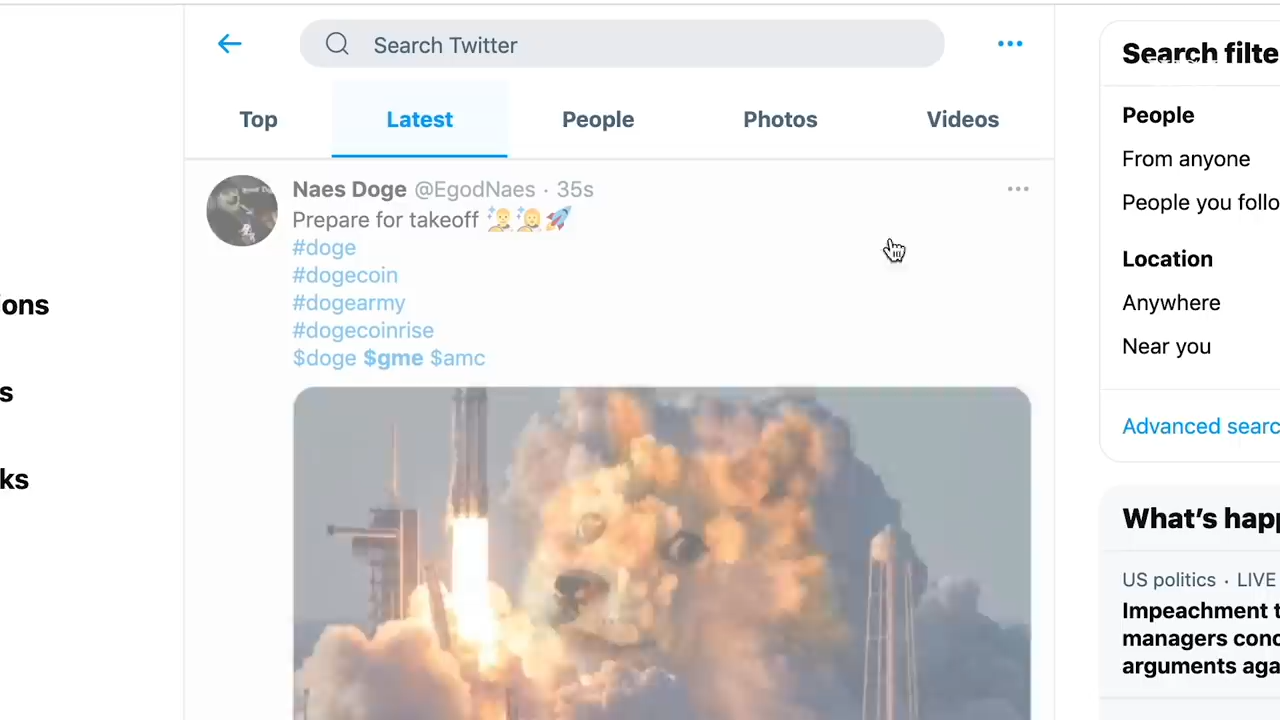 Search Twitter
Top
Latest
People
Photos
Videos
Naes Doge @EgodNaes · 35s
Prepare for takeoff
#doge
#dogecoin
#dogearmy
#dogecoinrise
$doge $gme $amc
ions
s
ks
Search filte
People
From anyone
People you follo
Location
Anywhere
Near you
Advanced searc
What's happ
US politics · LIVE
Impeachment t
managers conc
arguments aga